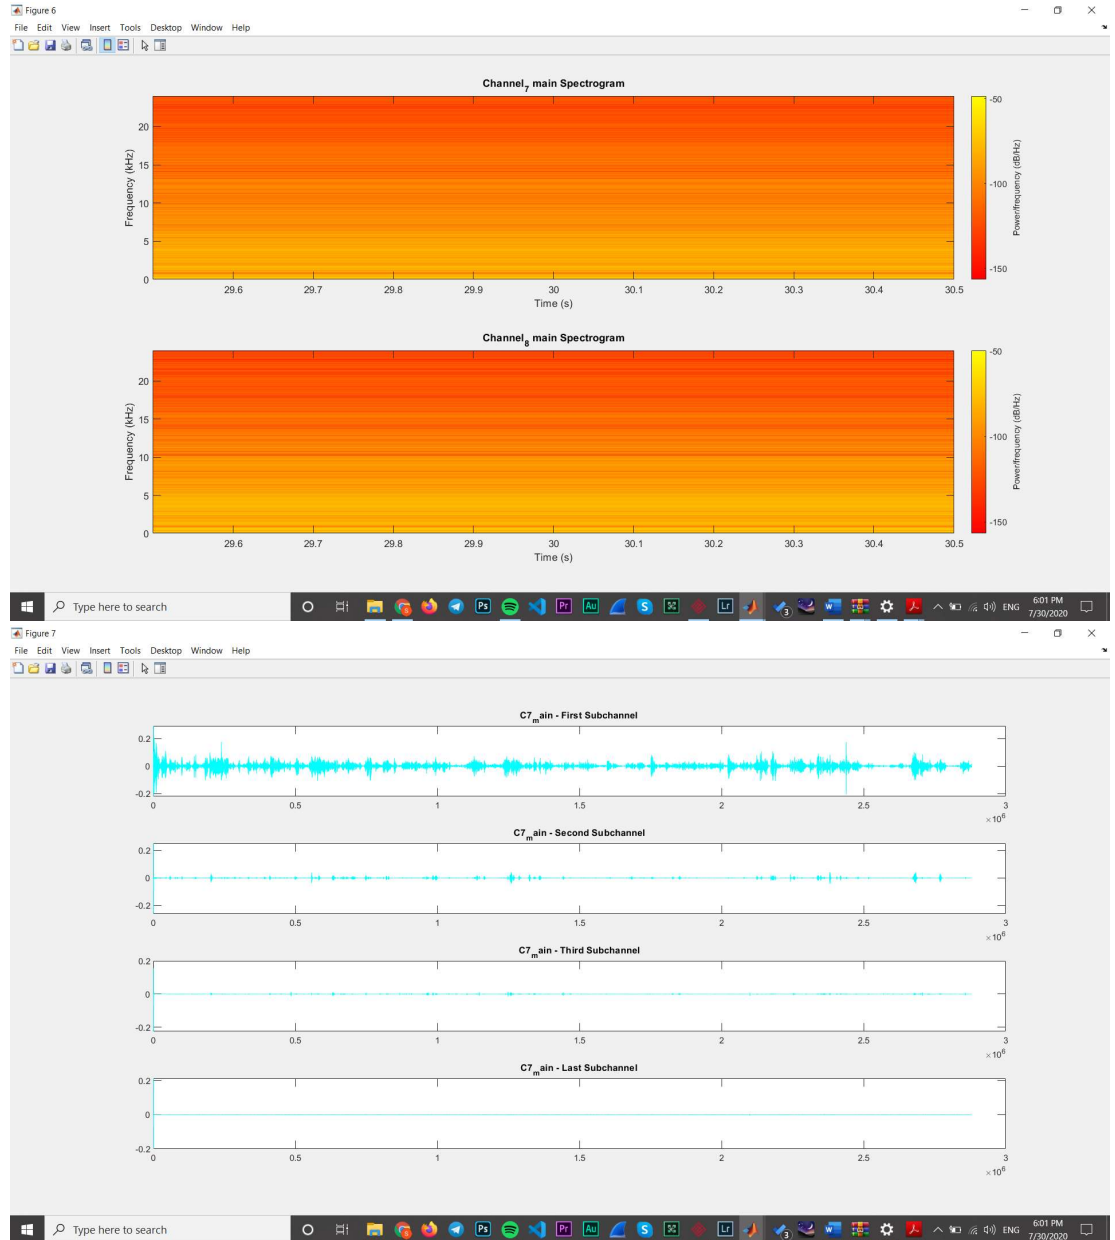 Figure 6
File Edit View Insert Tools Desktop Window Help
Channel7 main Spectrogram
20
15
10
5
0
Frequency (kHz)
29.6 29.7 29.8 29.9 30 30.1 30.2 30.3 30.4 30.5
Time (s)
-50
-100
-150
Power/frequency (dB/Hz)
Channel8 main Spectrogram
20
15
10
5
0
Frequency (kHz)
29.6 29.7 29.8 29.9 30 30.1 30.2 30.3 30.4 30.5
Time (s)
-50
-100
-150
Power/frequency (dB/Hz)
Type here to search
Ps Pr Au S Lr 3 W ENG
6:01 PM
7/30/2020
Figure 7
File Edit View Insert Tools Desktop Window Help
C7main - First Subchannel
0.2
0
-0.2
0 0.5 1 1.5 2 2.5 3
×10^6
C7main - Second Subchannel
0.2
0
-0.2
0 0.5 1 1.5 2 2.5 3
×10^6
C7main - Third Subchannel
0.2
0
-0.2
0 0.5 1 1.5 2 2.5 3
×10^6
C7main - Last Subchannel
0.2
0
-0.2
0 0.5 1 1.5 2 2.5 3
×10^6
Type here to search
Ps Pr Au S Lr 3 W ENG
6:01 PM
7/30/2020